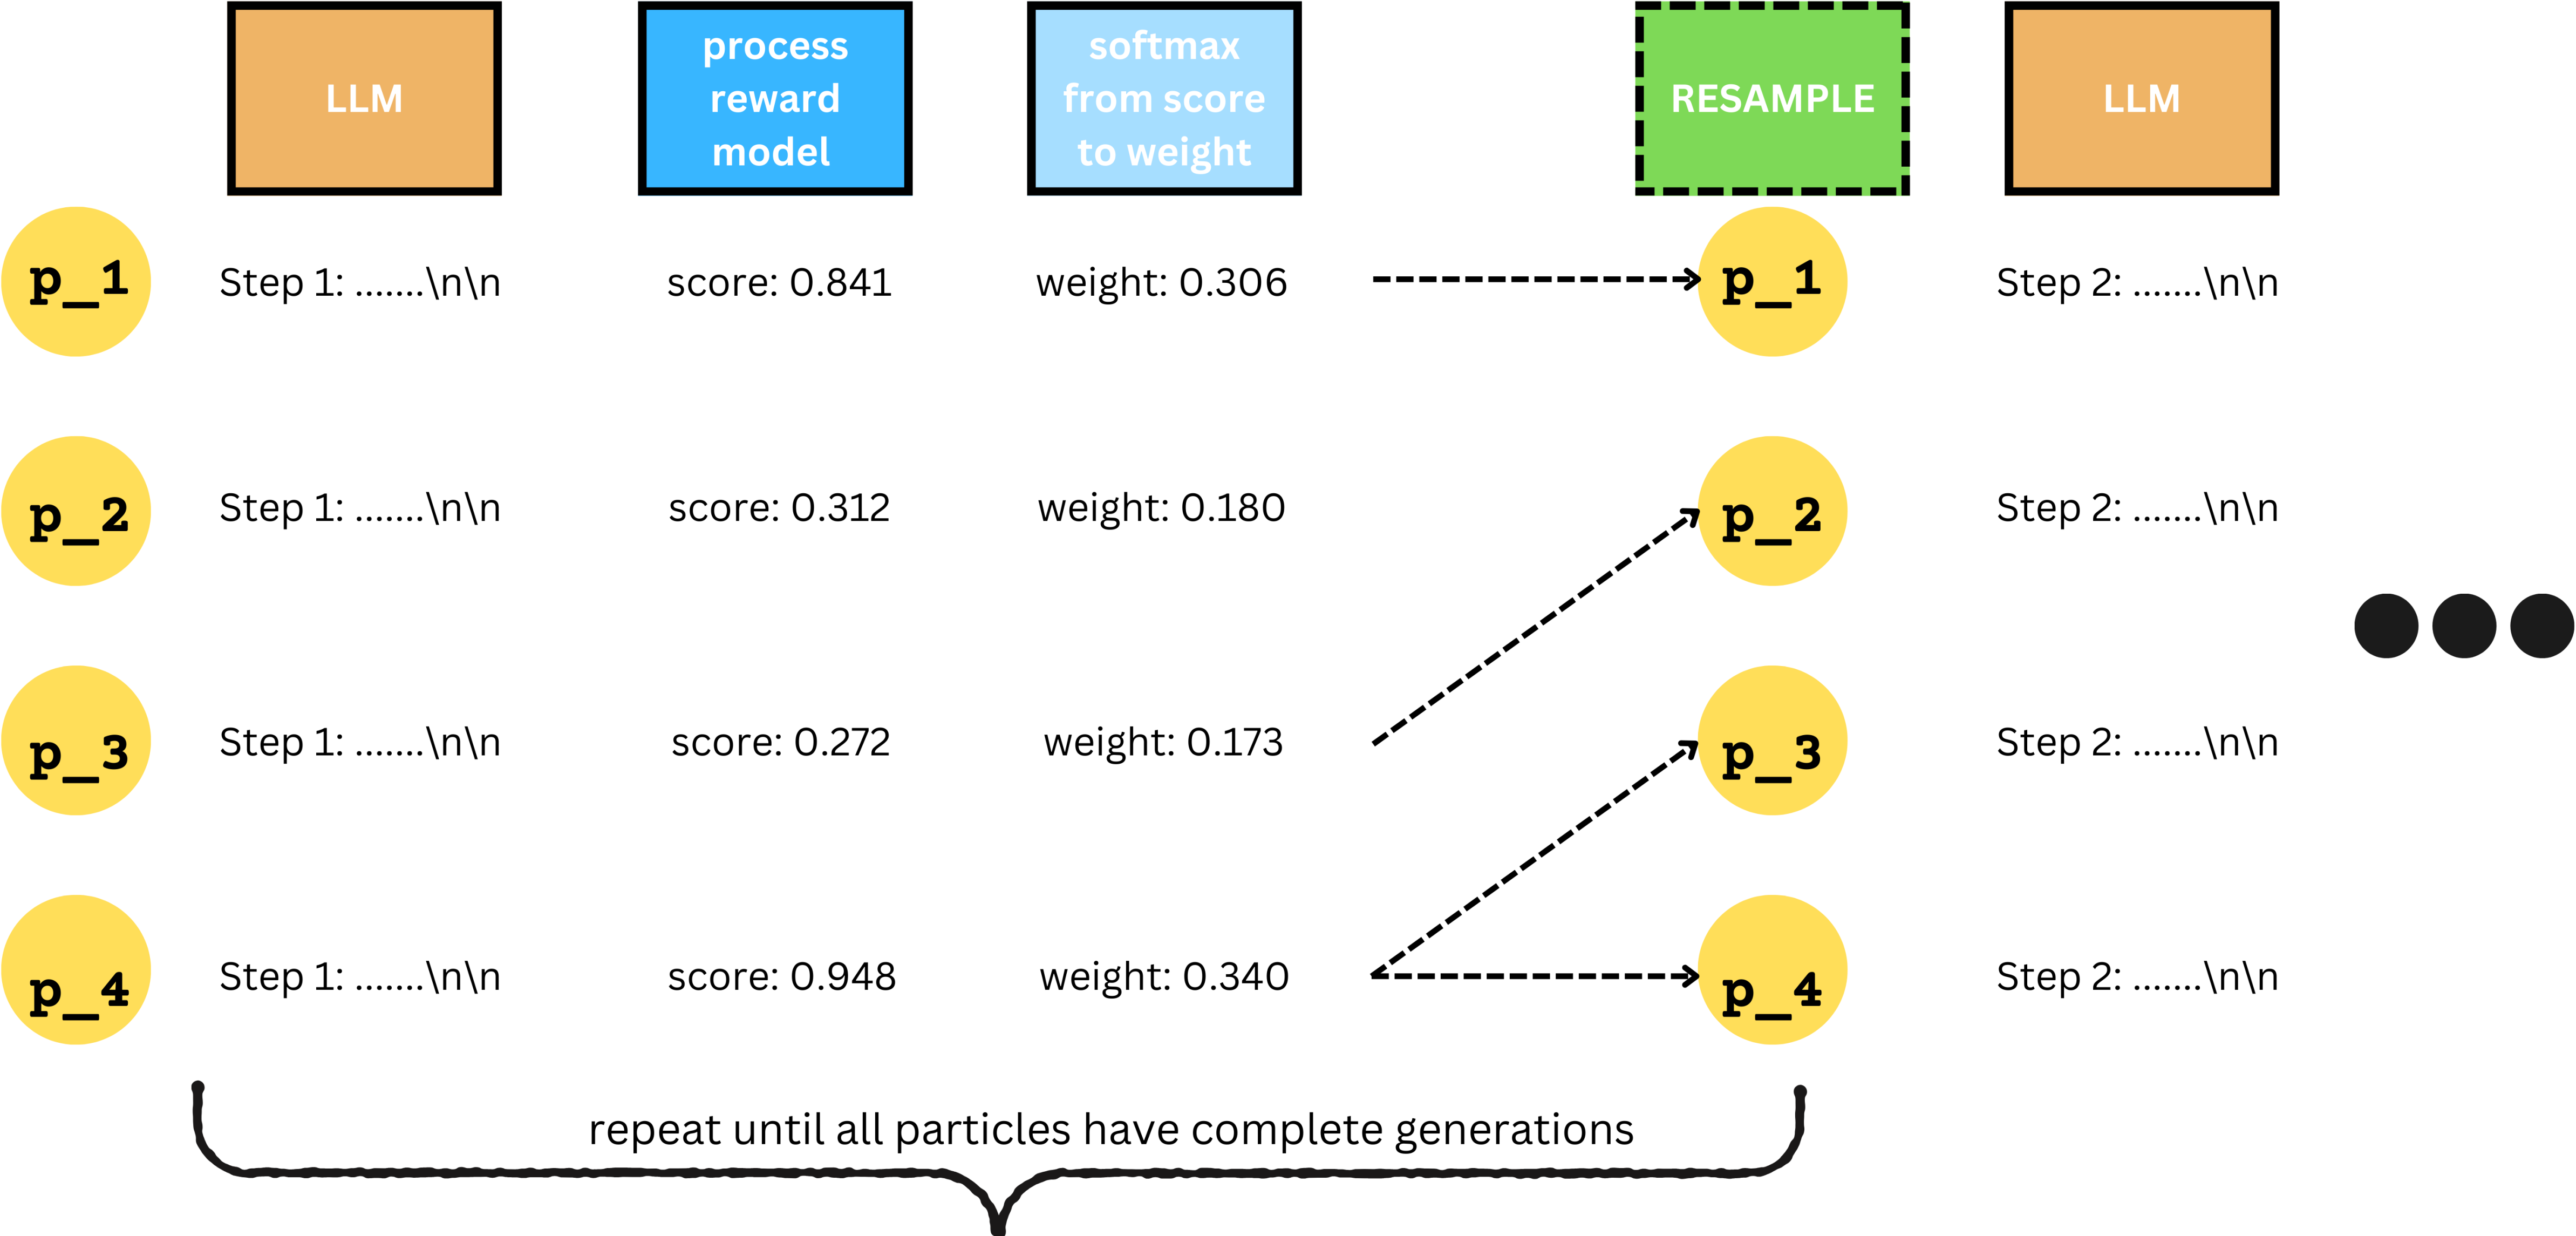 LLM
process
reward
model
softmax
from score
to weight
RESAMPLE
LLM
p_1
Step 1: .......\n\n
score: 0.841
weight: 0.306
p_1
Step 2: .......\n\n
p_2
Step 1: .......\n\n
score: 0.312
weight: 0.180
p_2
Step 2: .......\n\n
p_3
Step 1: .......\n\n
score: 0.272
weight: 0.173
p_3
Step 2: .......\n\n
p_4
Step 1: .......\n\n
score: 0.948
weight: 0.340
p_4
Step 2: .......\n\n
repeat until all particles have complete generations